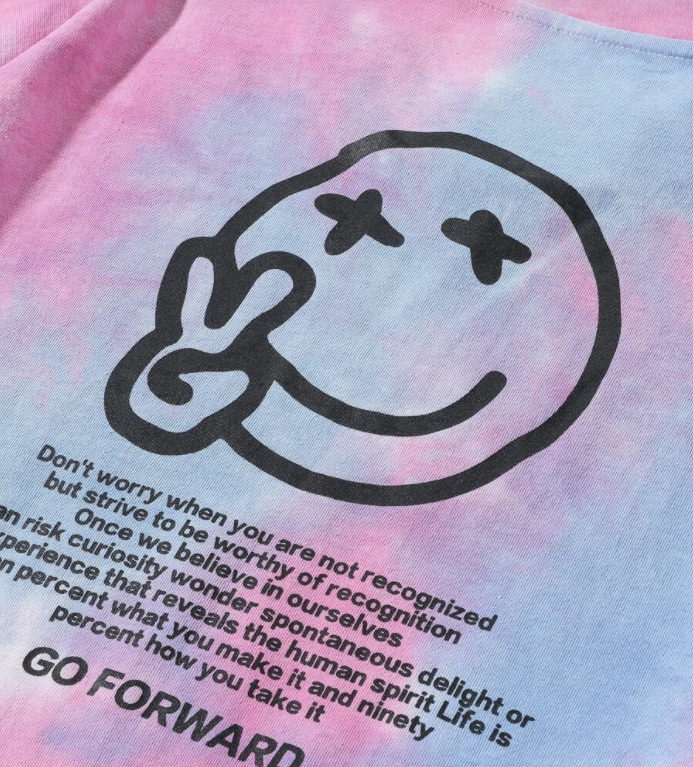 Don't worry when you are not recognized
but strive to be worthy of recognition
Once we believe in ourselves
an risk curiosity wonder spontaneous delight or
xperience that reveals the human spirit Life is
n percent what you make it and ninety
percent how you take it
GO FORWARD